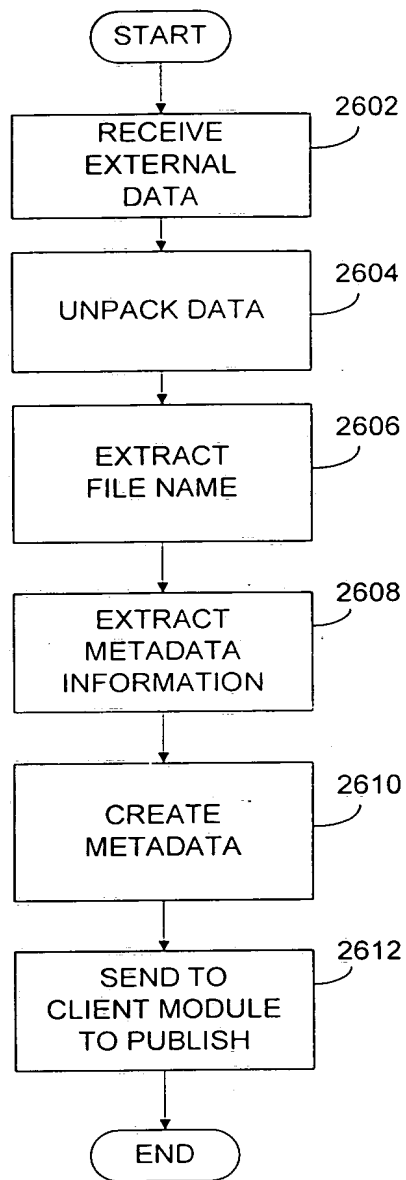 START
2602
RECEIVE
EXTERNAL
DATA
2604
UNPACK DATA
2606
EXTRACT
FILE NAME
2608
EXTRACT
METADATA
INFORMATION
2610
CREATE
METADATA
2612
SEND TO
CLIENT MODULE
TO PUBLISH
END